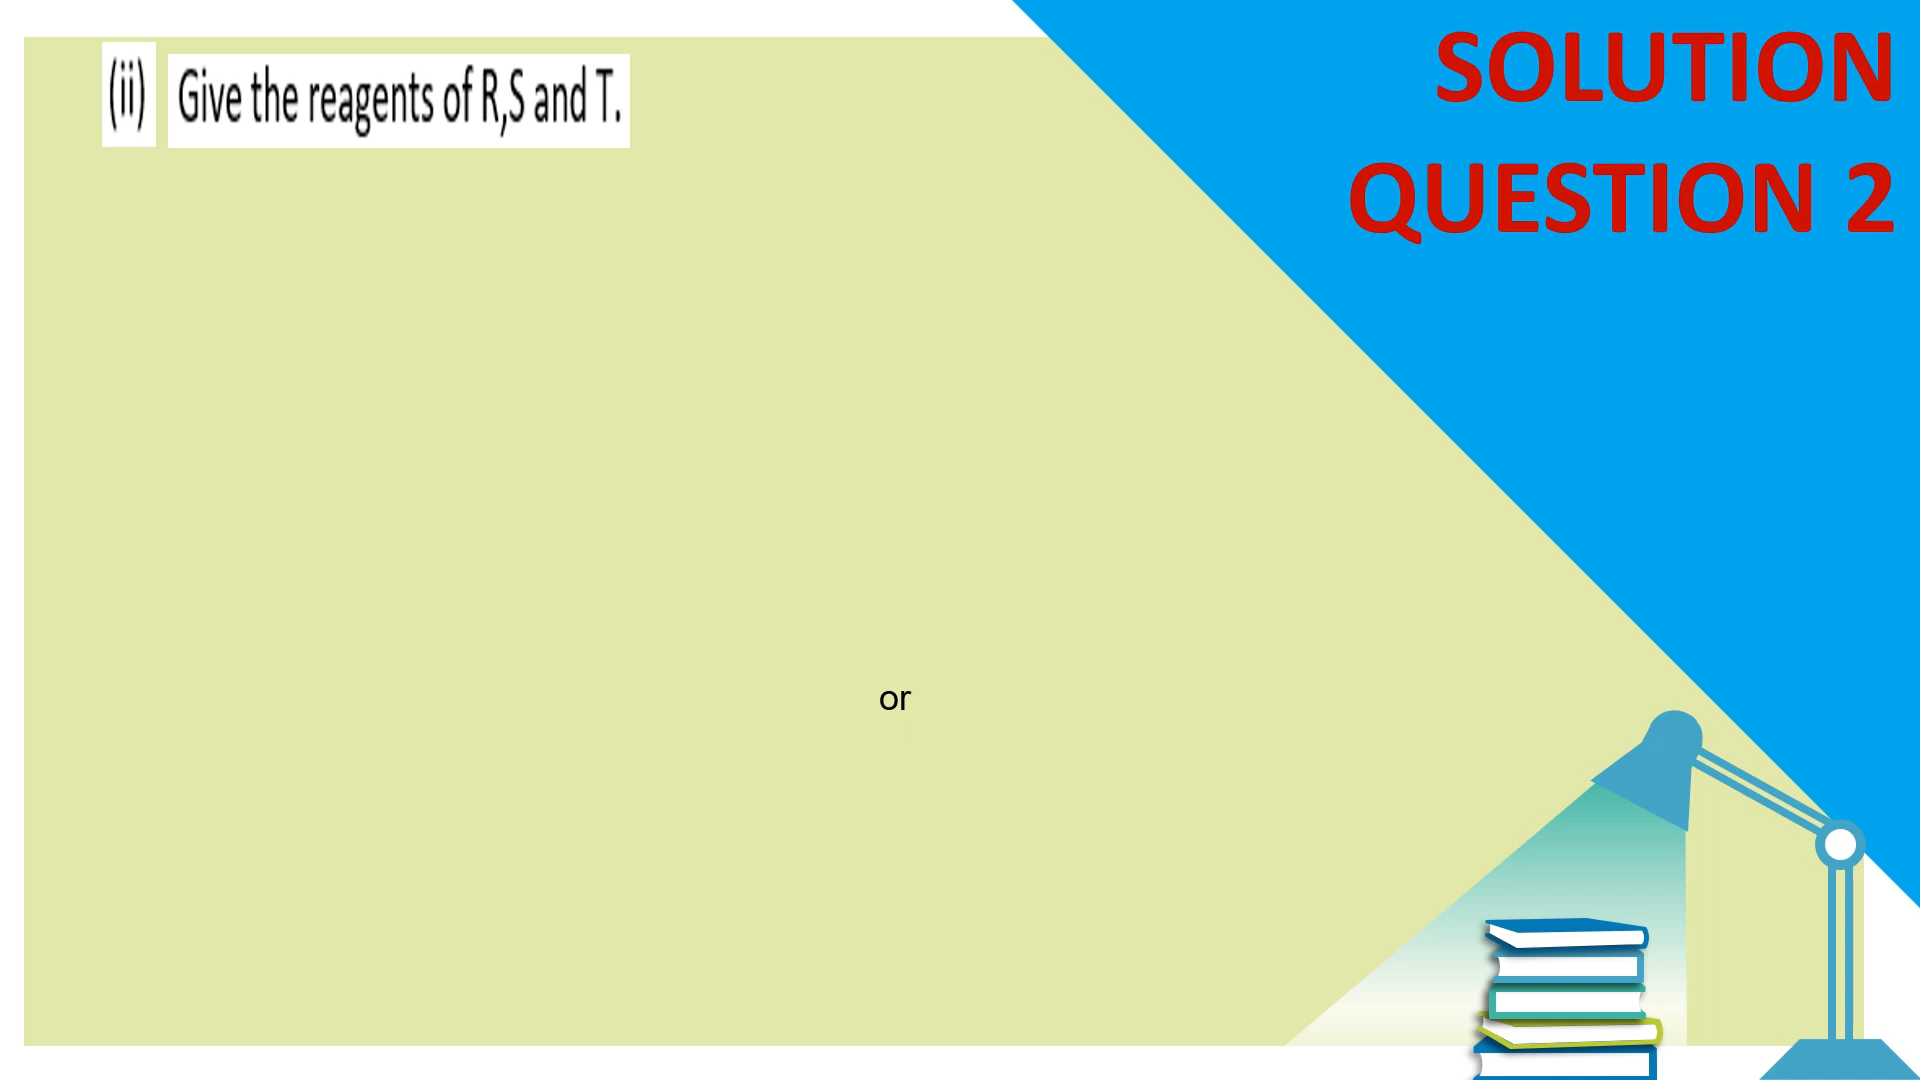 (ii) Give the reagents of R,S and T.
SOLUTION
QUESTION 2
or